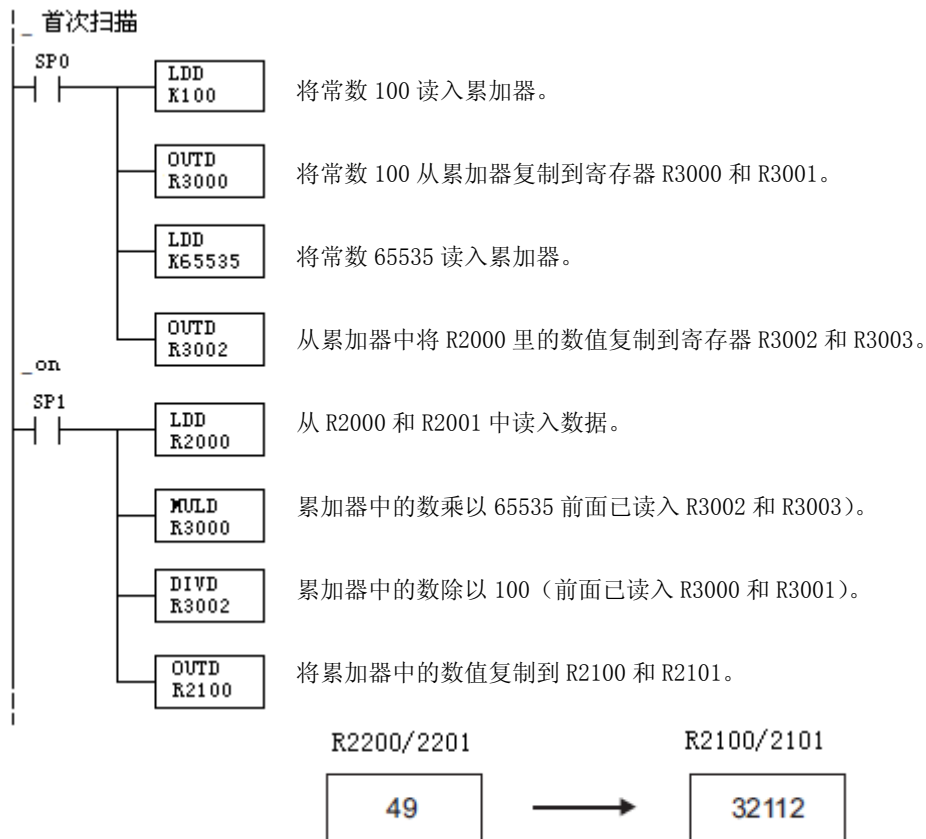 _ 首次扫描
SP0
LDD
K100
将常数 100 读入累加器。
OUTD
R3000
将常数 100 从累加器复制到寄存器 R3000 和 R3001。
LDD
K65535
将常数 65535 读入累加器。
OUTD
R3002
从累加器中将 R2000 里的数值复制到寄存器 R3002 和 R3003。
_on
SP1
LDD
R2000
从 R2000 和 R2001 中读入数据。
MULD
R3000
累加器中的数乘以 65535 前面已读入 R3002 和 R3003)。
DIVD
R3002
累加器中的数除以 100（前面已读入 R3000 和 R3001)。
OUTD
R2100
将累加器中的数值复制到 R2100 和 R2101。
R2200/2201
R2100/2101
49
32112